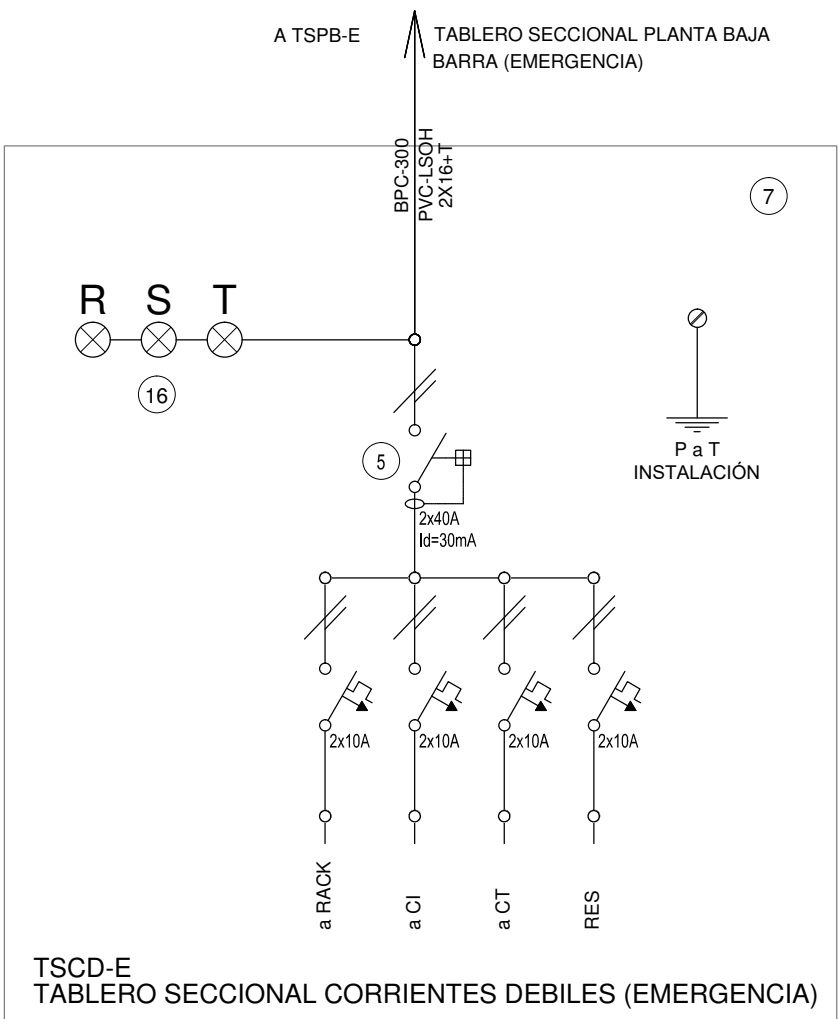 A TSPB-E
TABLERO SECCIONAL PLANTA BAJA
BARRA (EMERGENCIA)
BPC-300
PVC-LSOH
2X16+T
7
R S T
16
5
2x40A
Id=30mA
P a T
INSTALACIÓN
2x10A
2x10A
2x10A
2x10A
a RACK
a CI
a CT
RES
TSCD-E
TABLERO SECCIONAL CORRIENTES DEBILES (EMERGENCIA)